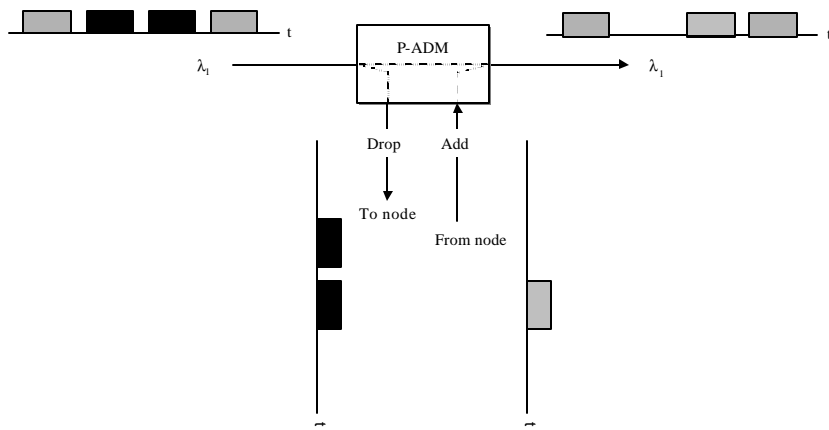 t
P-ADM
t
λ1
λ1
Drop
Add
To node
From node
t
t